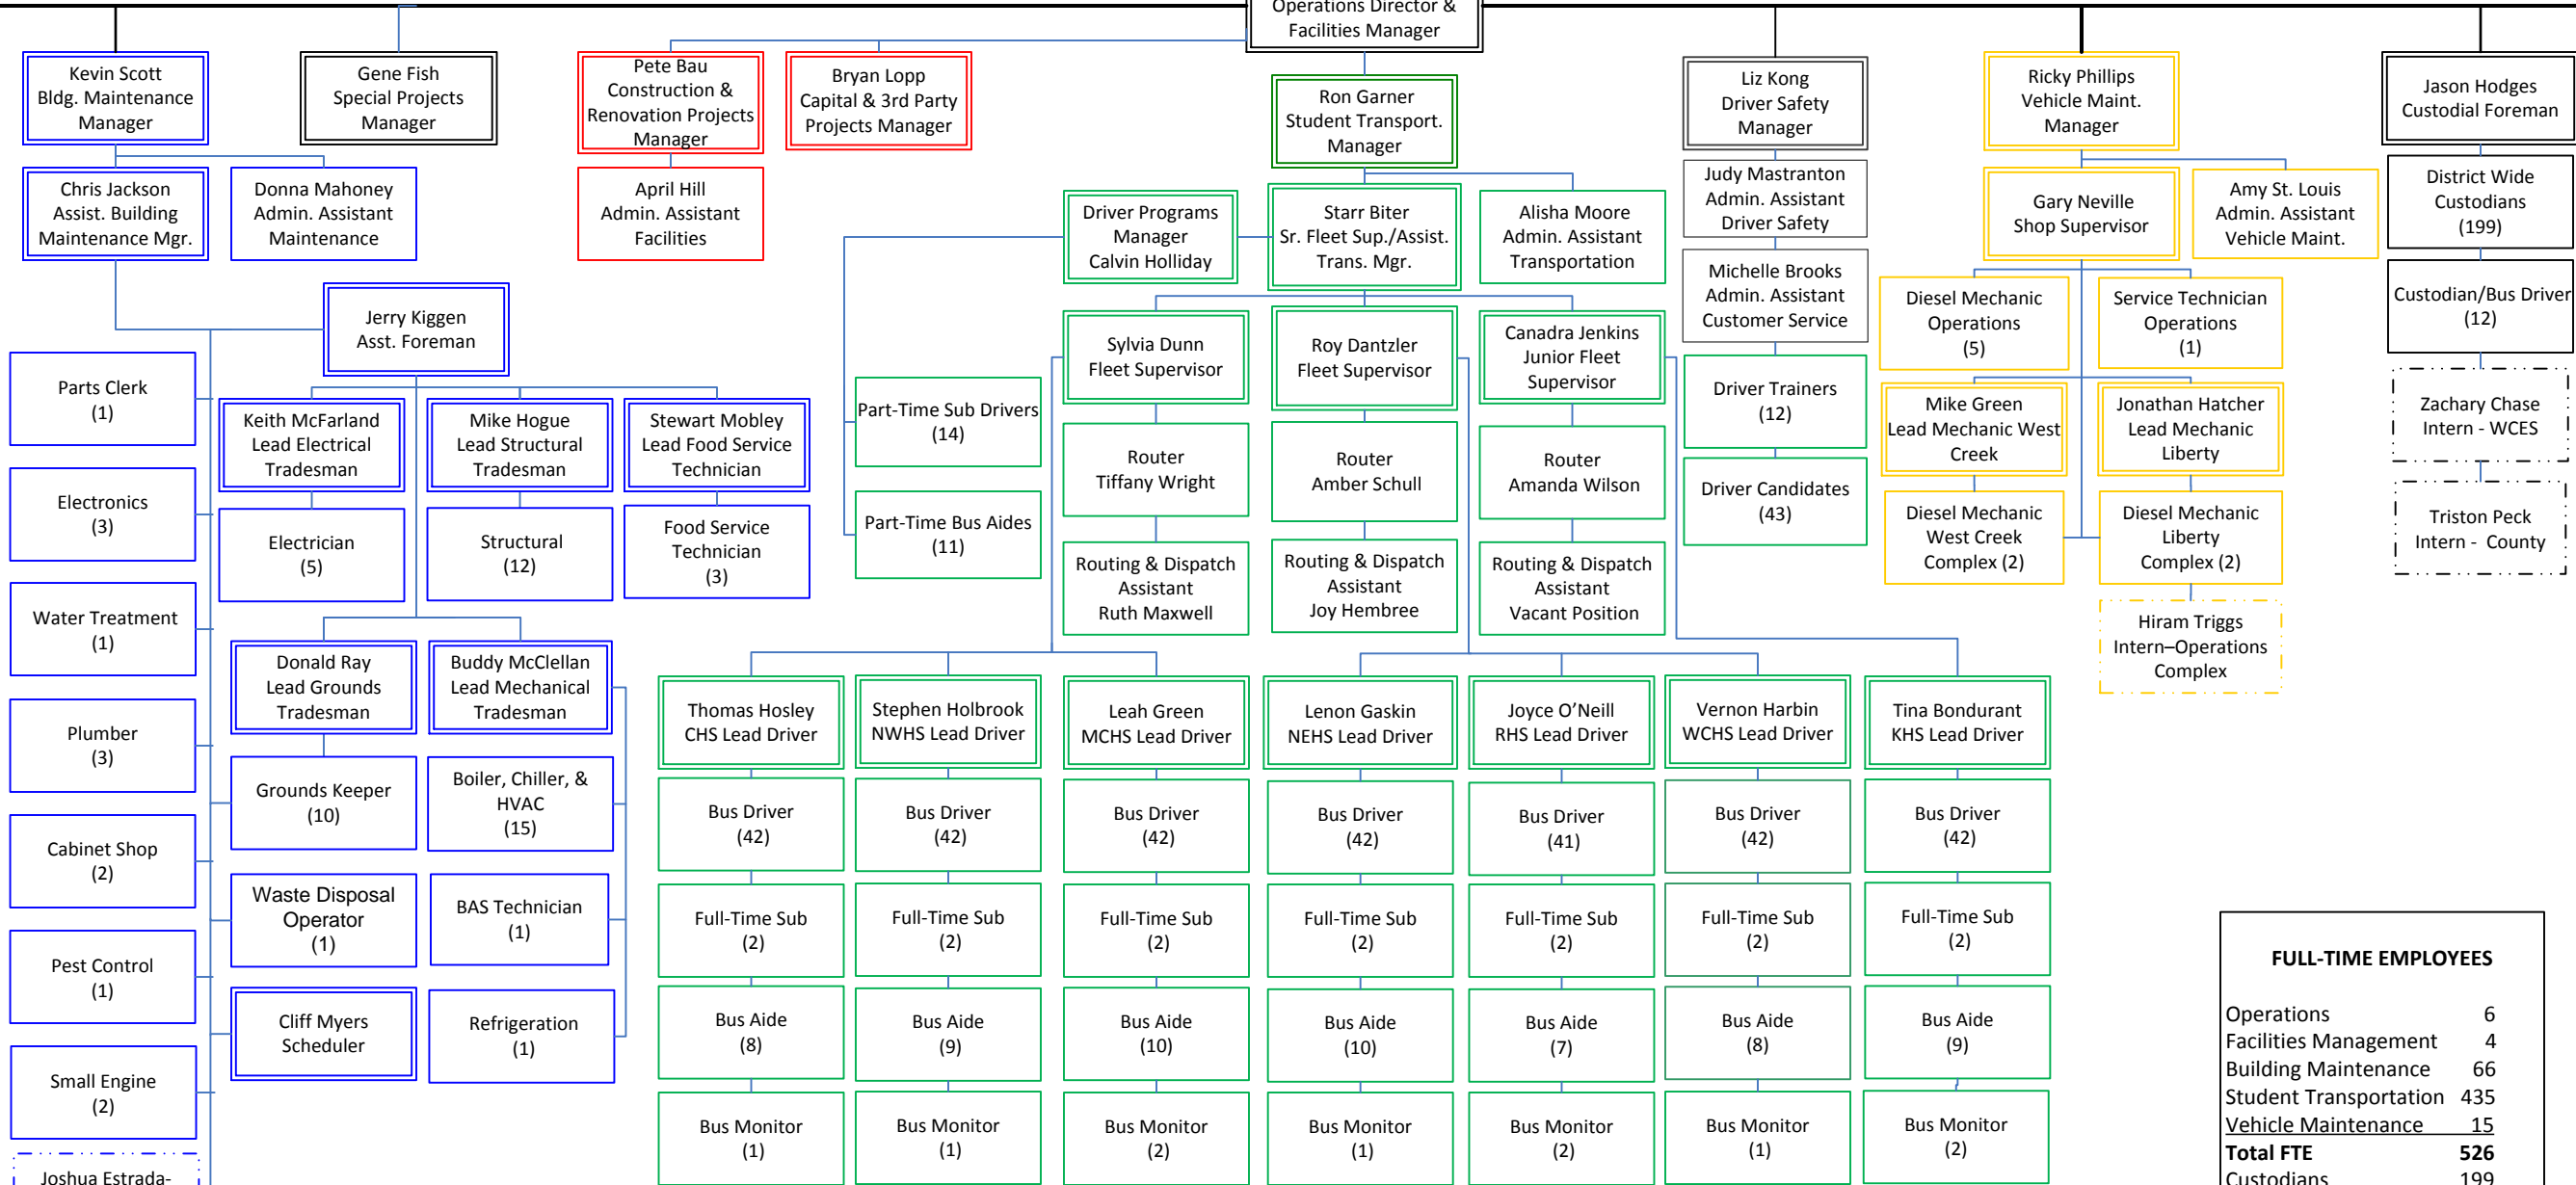 Operations Director &
Facilities Manager
Kevin Scott
Bldg. Maintenance
Manager
Gene Fish
Special Projects
Manager
Pete Bau
Construction &
Renovation Projects
Manager
Bryan Lopp
Capital & 3rd Party
Projects Manager
Ron Garner
Student Transport.
Manager
Liz Kong
Driver Safety
Manager
Ricky Phillips
Vehicle Maint.
Manager
Jason Hodges
Custodial Foreman
Chris Jackson
Assist. Building
Maintenance Mgr.
Donna Mahoney
Admin. Assistant
Maintenance
April Hill
Admin. Assistant
Facilities
Driver Programs
Manager
Calvin Holliday
Starr Biter
Sr. Fleet Sup./Assist.
Trans. Mgr.
Alisha Moore
Admin. Assistant
Transportation
Judy Mastranton
Admin. Assistant
Driver Safety
Gary Neville
Shop Supervisor
Amy St. Louis
Admin. Assistant
Vehicle Maint.
District Wide
Custodians
(199)
Michelle Brooks
Admin. Assistant
Customer Service
Diesel Mechanic
Operations
(5)
Service Technician
Operations
(1)
Custodian/Bus Driver
(12)
Jerry Kiggen
Asst. Foreman
Sylvia Dunn
Fleet Supervisor
Roy Dantzler
Fleet Supervisor
Canadra Jenkins
Junior Fleet
Supervisor
Parts Clerk
(1)
Keith McFarland
Lead Electrical
Tradesman
Mike Hogue
Lead Structural
Tradesman
Stewart Mobley
Lead Food Service
Technician
Part-Time Sub Drivers
(14)
Driver Trainers
(12)
Mike Green
Lead Mechanic West
Creek
Jonathan Hatcher
Lead Mechanic
Liberty
Zachary Chase
Intern - WCES
Router
Tiffany Wright
Router
Amber Schull
Router
Amanda Wilson
Driver Candidates
(43)
Electronics
(3)
Electrician
(5)
Structural
(12)
Food Service
Technician
(3)
Part-Time Bus Aides
(11)
Diesel Mechanic
West Creek
Complex (2)
Diesel Mechanic
Liberty
Complex (2)
Triston Peck
Intern - County
Routing & Dispatch
Assistant
Ruth Maxwell
Routing & Dispatch
Assistant
Joy Hembree
Routing & Dispatch
Assistant
Vacant Position
Water Treatment
(1)
Hiram Triggs
Intern–Operations
Complex
Donald Ray
Lead Grounds
Tradesman
Buddy McClellan
Lead Mechanical
Tradesman
Thomas Hosley
CHS Lead Driver
Stephen Holbrook
NWHS Lead Driver
Leah Green
MCHS Lead Driver
Lenon Gaskin
NEHS Lead Driver
Joyce O’Neill
RHS Lead Driver
Vernon Harbin
WCHS Lead Driver
Tina Bondurant
KHS Lead Driver
Plumber
(3)
Grounds Keeper
(10)
Boiler, Chiller, &
HVAC
(15)
Bus Driver
(42)
Bus Driver
(42)
Bus Driver
(42)
Bus Driver
(42)
Bus Driver
(41)
Bus Driver
(42)
Bus Driver
(42)
Cabinet Shop
(2)
Waste Disposal
Operator
(1)
BAS Technician
(1)
Full-Time Sub
(2)
Full-Time Sub
(2)
Full-Time Sub
(2)
Full-Time Sub
(2)
Full-Time Sub
(2)
Full-Time Sub
(2)
Full-Time Sub
(2)
Pest Control
(1)
Cliff Myers
Scheduler
Refrigeration
(1)
Bus Aide
(8)
Bus Aide
(9)
Bus Aide
(10)
Bus Aide
(10)
Bus Aide
(7)
Bus Aide
(8)
Bus Aide
(9)
Small Engine
(2)
Bus Monitor
(1)
Bus Monitor
(1)
Bus Monitor
(2)
Bus Monitor
(1)
Bus Monitor
(2)
Bus Monitor
(1)
Bus Monitor
(2)
Joshua Estrada-
FULL-TIME EMPLOYEES
Operations 6
Facilities Management 4
Building Maintenance 66
Student Transportation 435
Vehicle Maintenance 15
Total FTE 526
Custodians 199